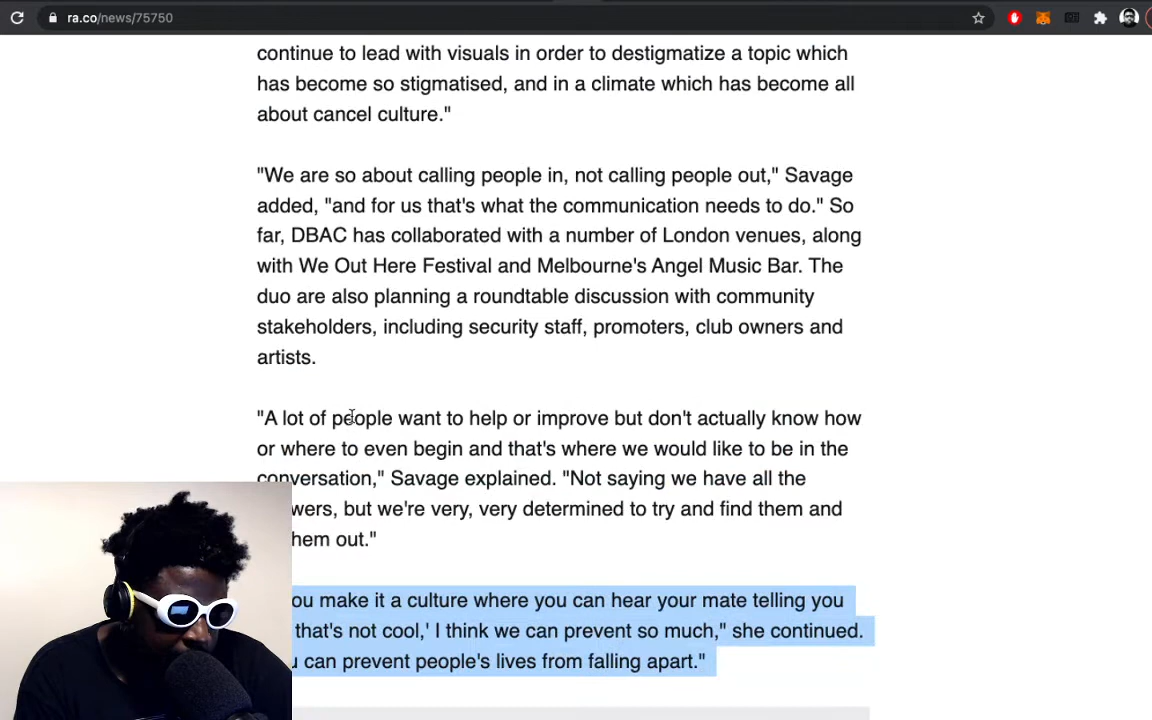 ra.co/news/75750
continue to lead with visuals in order to destigmatize a topic which
has become so stigmatised, and in a climate which has become all
about cancel culture."
"We are so about calling people in, not calling people out," Savage
added, "and for us that's what the communication needs to do." So
far, DBAC has collaborated with a number of London venues, along
with We Out Here Festival and Melbourne's Angel Music Bar. The
duo are also planning a roundtable discussion with community
stakeholders, including security staff, promoters, club owners and
artists.
"A lot of people want to help or improve but don't actually know how
or where to even begin and that's where we would like to be in the
conversation," Savage explained. "Not saying we have all the
wers, but we're very, very determined to try and find them and
hem out."
ou make it a culture where you can hear your mate telling you
that's not cool,' I think we can prevent so much," she continued.
can prevent people's lives from falling apart."